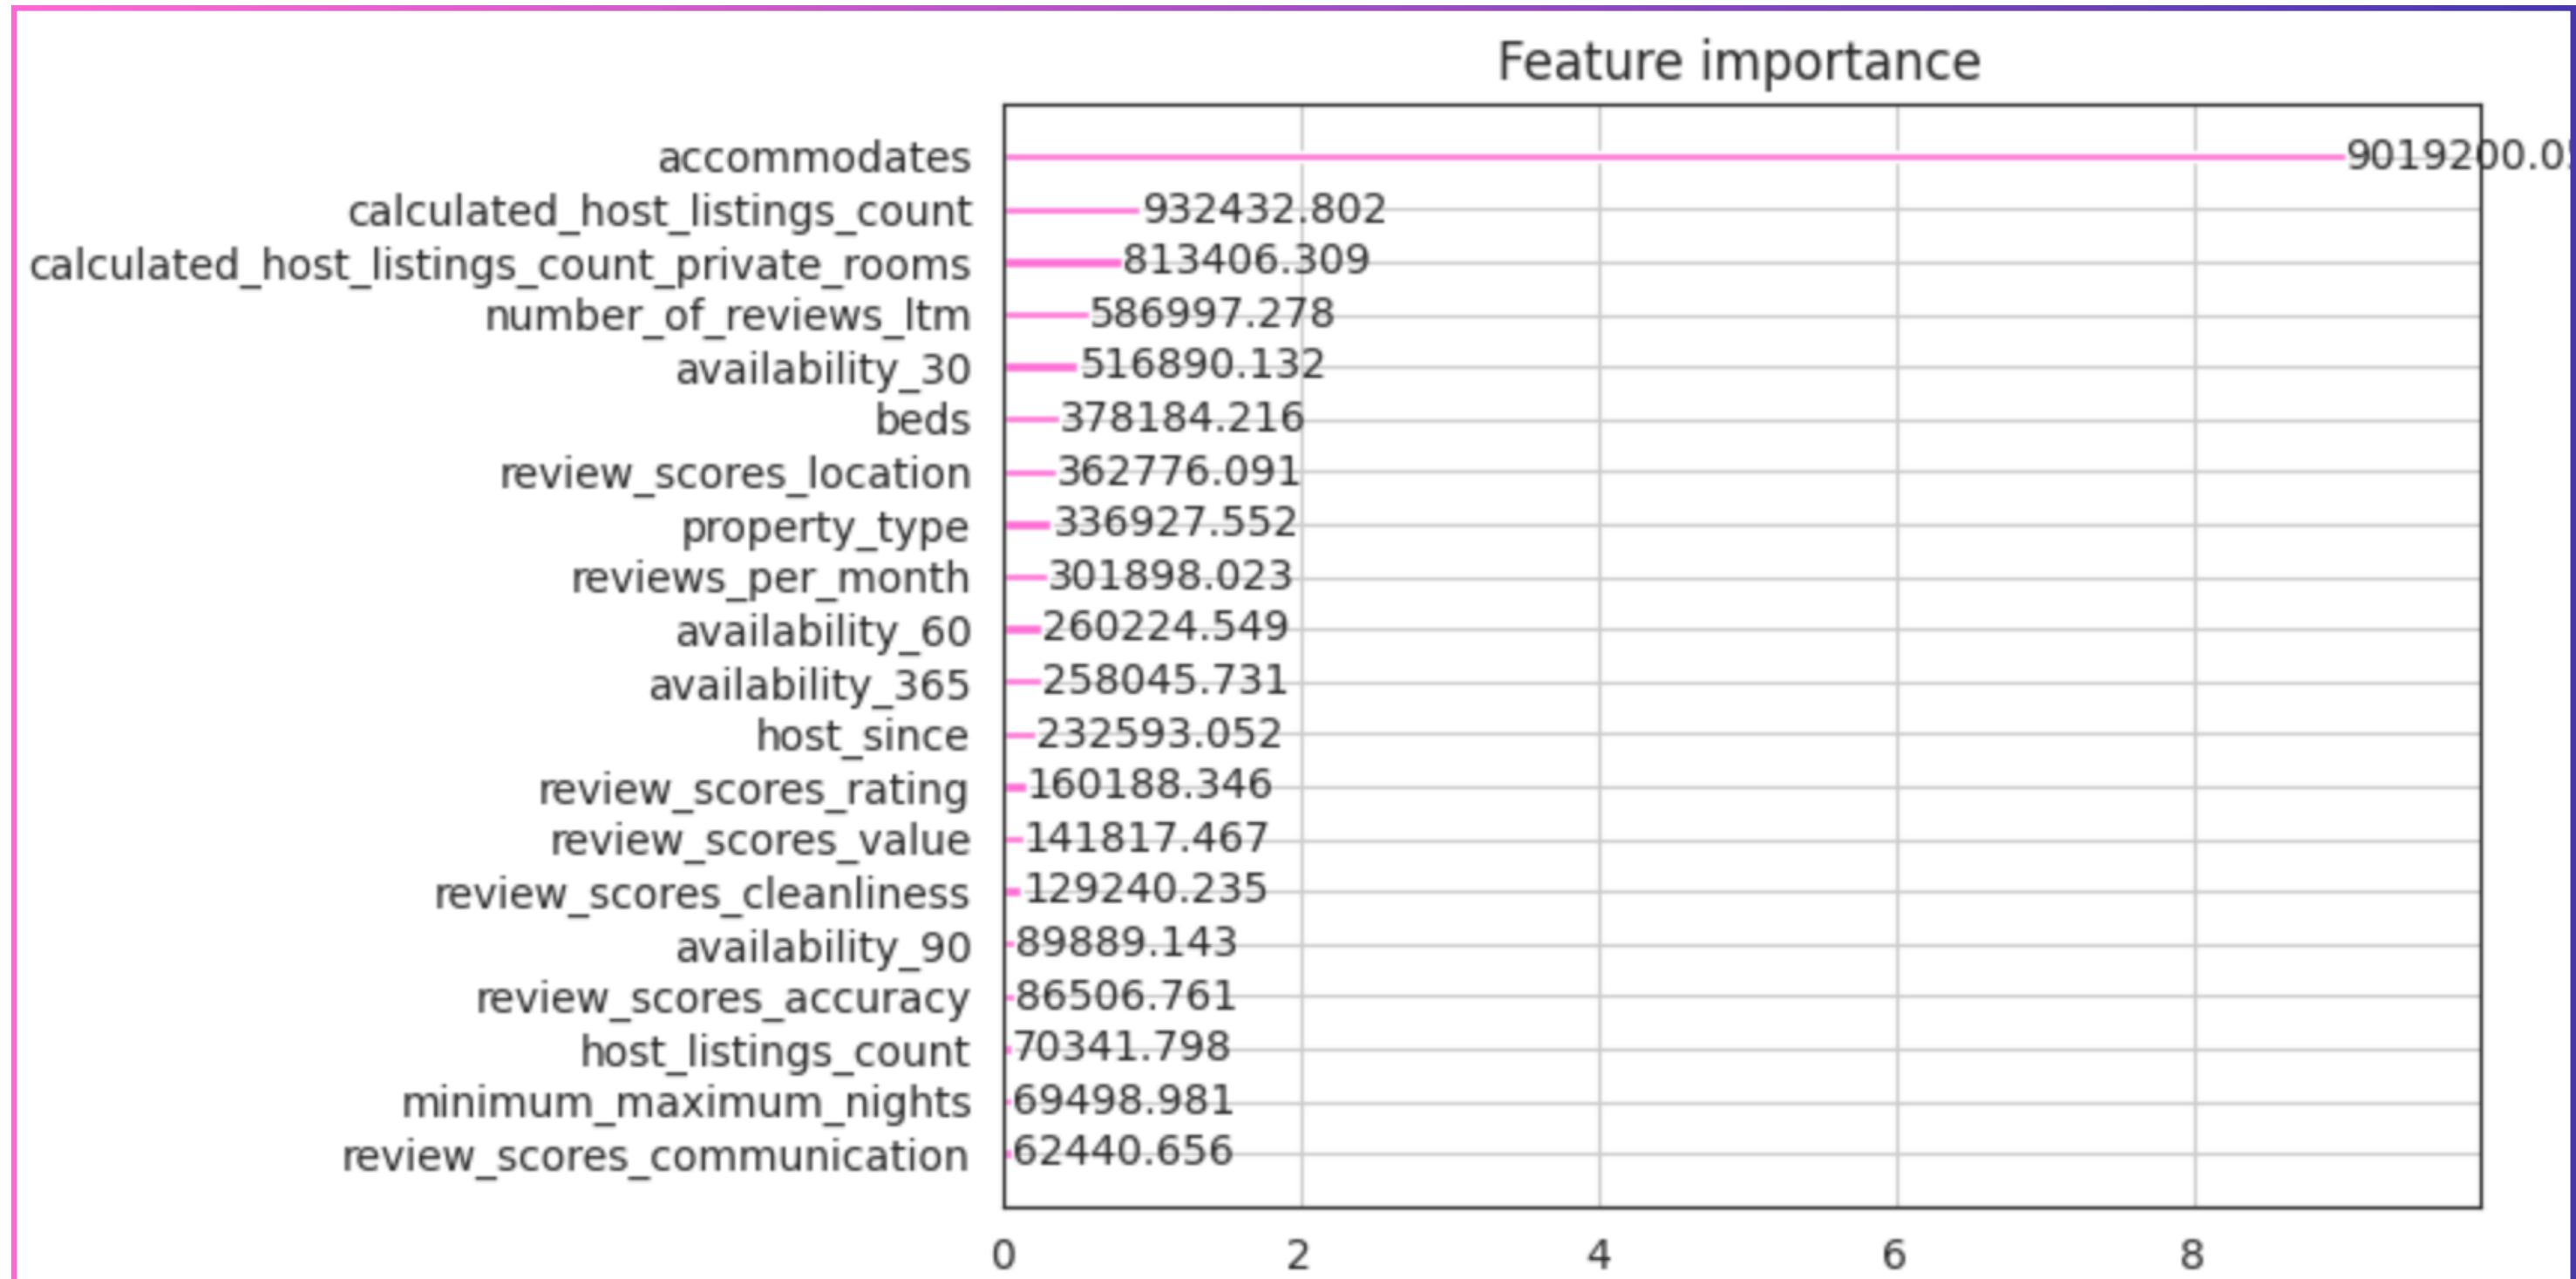 Feature importance
accommodates 9019200.0
calculated_host_listings_count 932432.802
calculated_host_listings_count_private_rooms 813406.309
number_of_reviews_ltm 586997.278
availability_30 516890.132
beds 378184.216
review_scores_location 362776.091
property_type 336927.552
reviews_per_month 301898.023
availability_60 260224.549
availability_365 258045.731
host_since 232593.052
review_scores_rating 160188.346
review_scores_value 141817.467
review_scores_cleanliness 129240.235
availability_90 89889.143
review_scores_accuracy 86506.761
host_listings_count 70341.798
minimum_maximum_nights 69498.981
review_scores_communication 62440.656
0 2 4 6 8